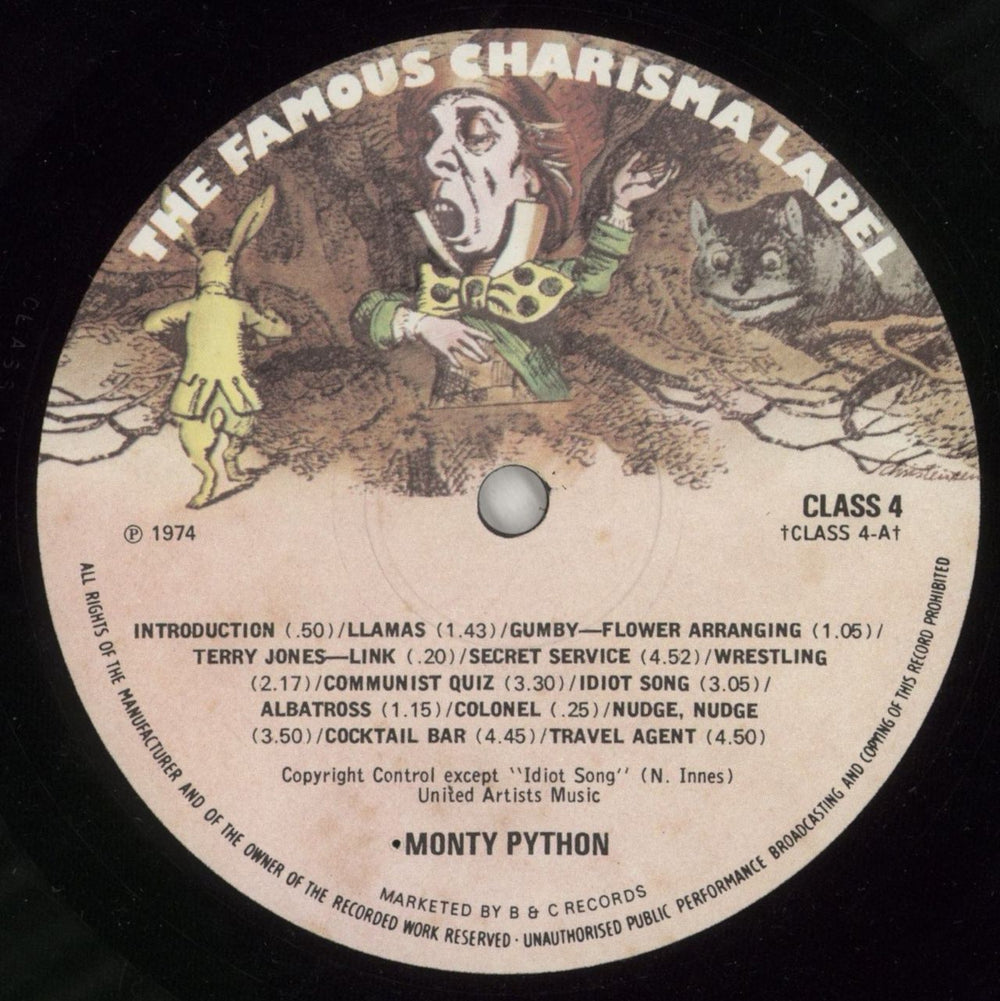 THE FAMOUS CHARISMA LABEL
℗ 1974
CLASS 4
†CLASS 4-A†
INTRODUCTION (.50)/LLAMAS (1.43)/GUMBY—FLOWER ARRANGING (1.05)/
TERRY JONES—LINK (.20)/SECRET SERVICE (4.52)/WRESTLING
(2.17)/COMMUNIST QUIZ (3.30)/IDIOT SONG (3.05)/
ALBATROSS (1.15)/COLONEL (.25)/NUDGE, NUDGE
(3.50)/COCKTAIL BAR (4.45)/TRAVEL AGENT (4.50)
Copyright Control except "Idiot Song" (N. Innes)
United Artists Music
•MONTY PYTHON
MARKETED BY B & C RECORDS
ALL RIGHTS OF THE MANUFACTURER AND OF THE OWNER OF THE RECORDED WORK RESERVED · UNAUTHORISED PUBLIC PERFORMANCE BROADCASTING AND COPYING OF THIS RECORD PROHIBITED